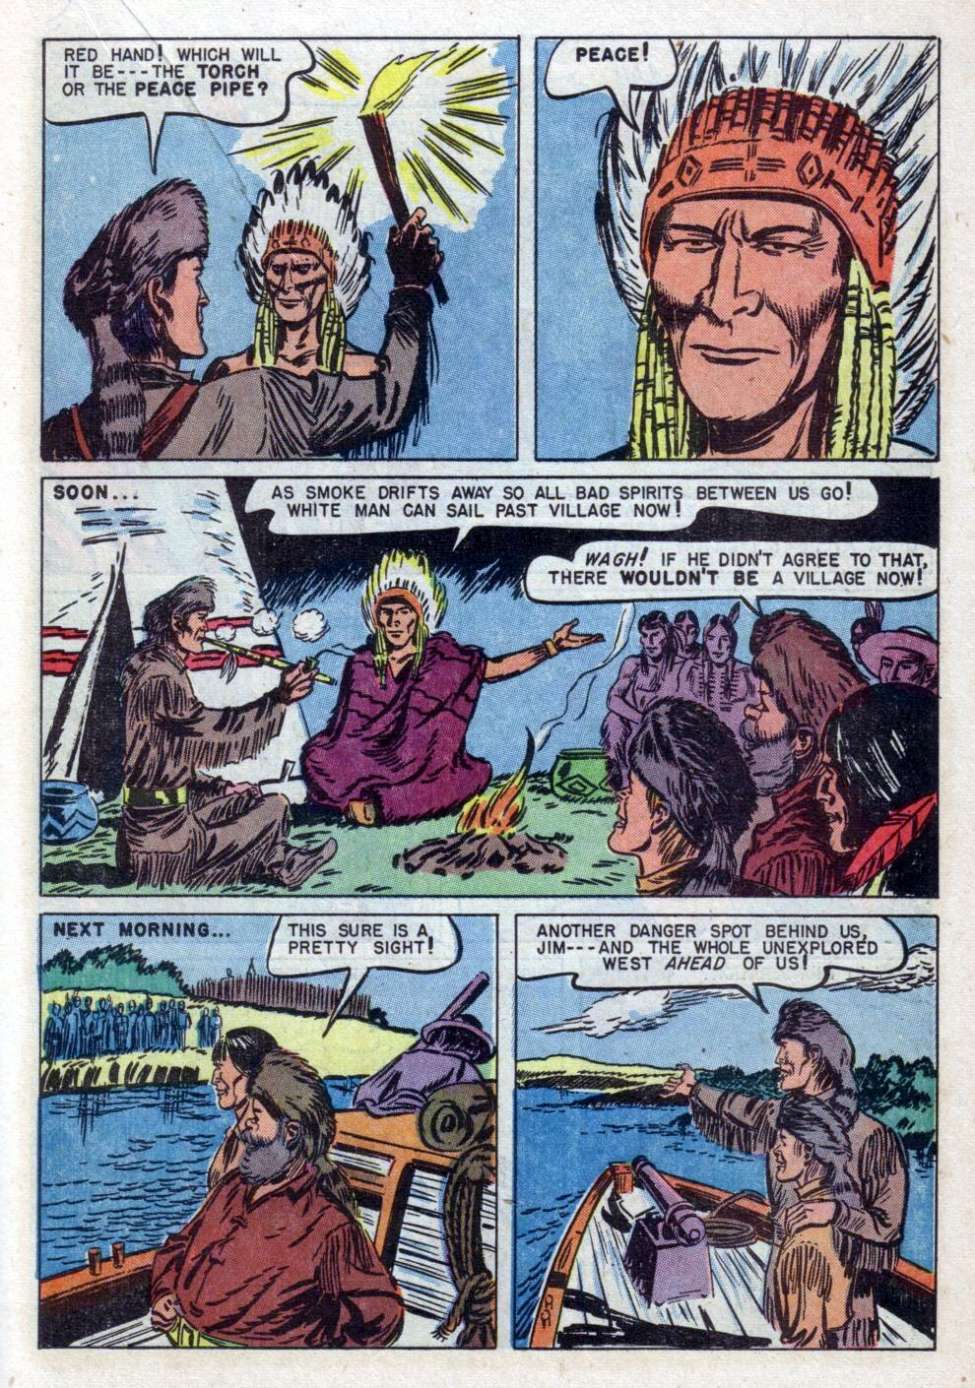 RED HAND! WHICH WILL
IT BE---THE TORCH
OR THE PEACE PIPE?
PEACE!
SOON...
AS SMOKE DRIFTS AWAY SO ALL BAD SPIRITS BETWEEN US GO!
WHITE MAN CAN SAIL PAST VILLAGE NOW!
WAGH! IF HE DIDN'T AGREE TO THAT,
THERE WOULDN'T BE A VILLAGE NOW!
NEXT MORNING...
THIS SURE IS A
PRETTY SIGHT!
ANOTHER DANGER SPOT BEHIND US,
JIM---AND THE WHOLE UNEXPLORED
WEST AHEAD OF US!